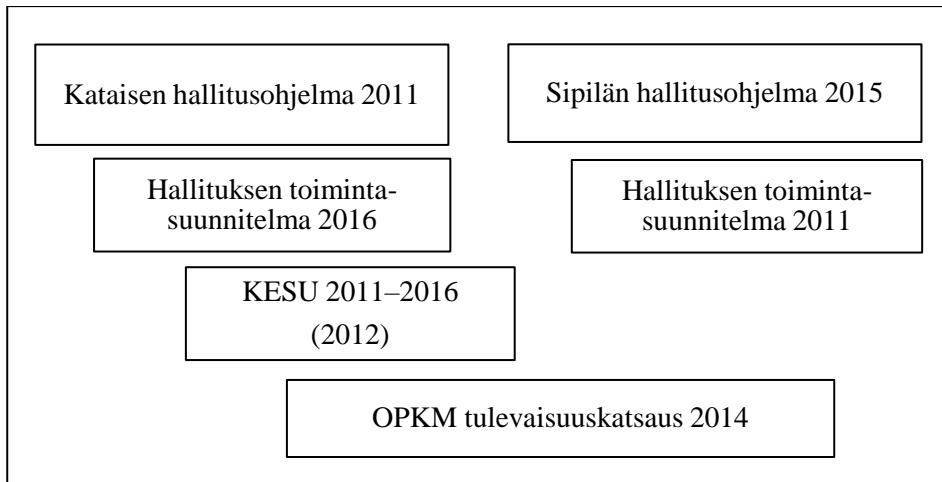 Kataisen hallitusohjelma 2011
Sipilän hallitusohjelma 2015
Hallituksen toiminta-
suunnitelma 2016
Hallituksen toiminta-
suunnitelma 2011
KESU 2011–2016
(2012)
OPKM tulevaisuuskatsaus 2014